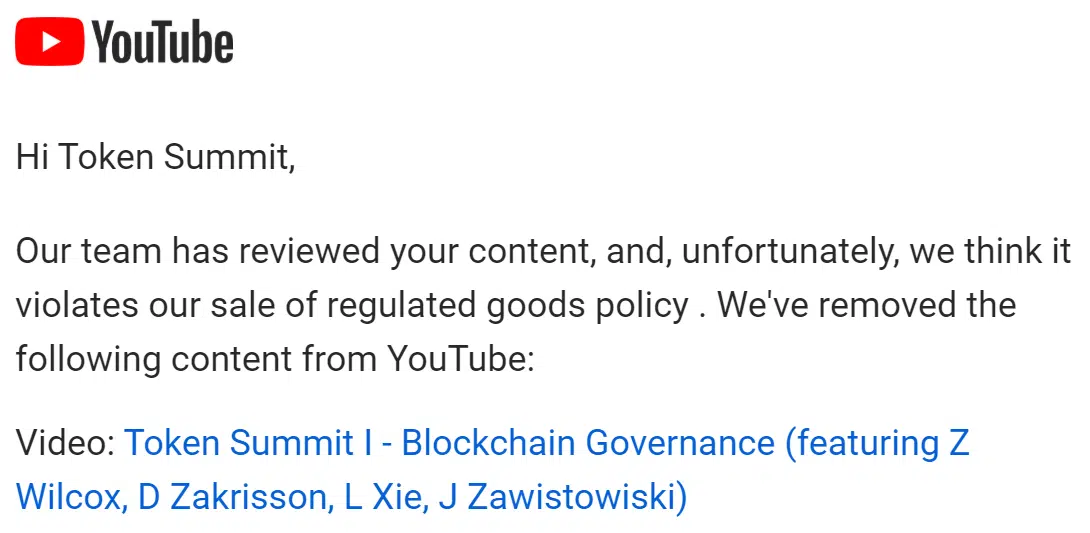 YouTube
Hi Token Summit,
Our team has reviewed your content, and, unfortunately, we think it
violates our sale of regulated goods policy . We've removed the
following content from YouTube:
Video: Token Summit I - Blockchain Governance (featuring Z
Wilcox, D Zakrisson, L Xie, J Zawistowiski)